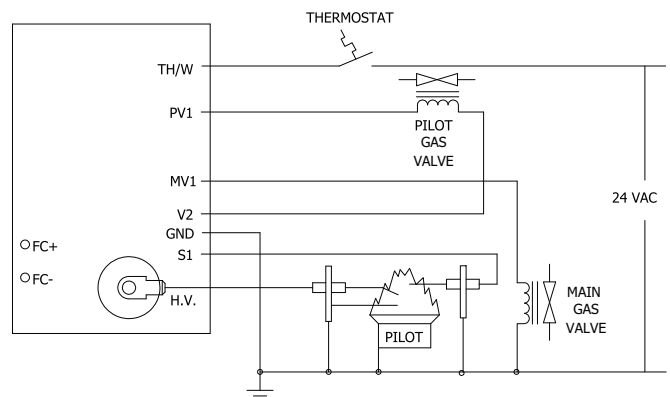 THERMOSTAT
TH/W
PV1
PILOT
GAS
VALVE
MV1
24 VAC
V2
GND
FC+
S1
FC-
H.V.
MAIN
GAS
VALVE
PILOT